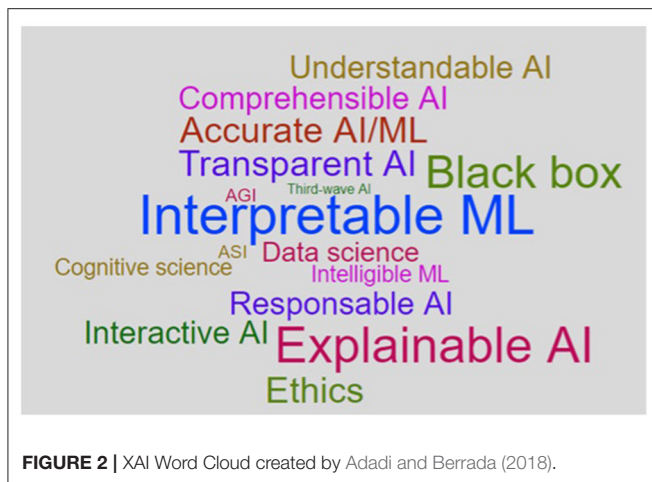 Understandable AI
Comprehensible AI
Accurate AI/ML
Transparent AI
Black box
Third-wave AI
AGI
Interpretable ML
ASI
Data science
Cognitive science
Intelligible ML
Responsable AI
Interactive AI
Explainable AI
Ethics
FIGURE 2 | XAI Word Cloud created by Adadi and Berrada (2018).